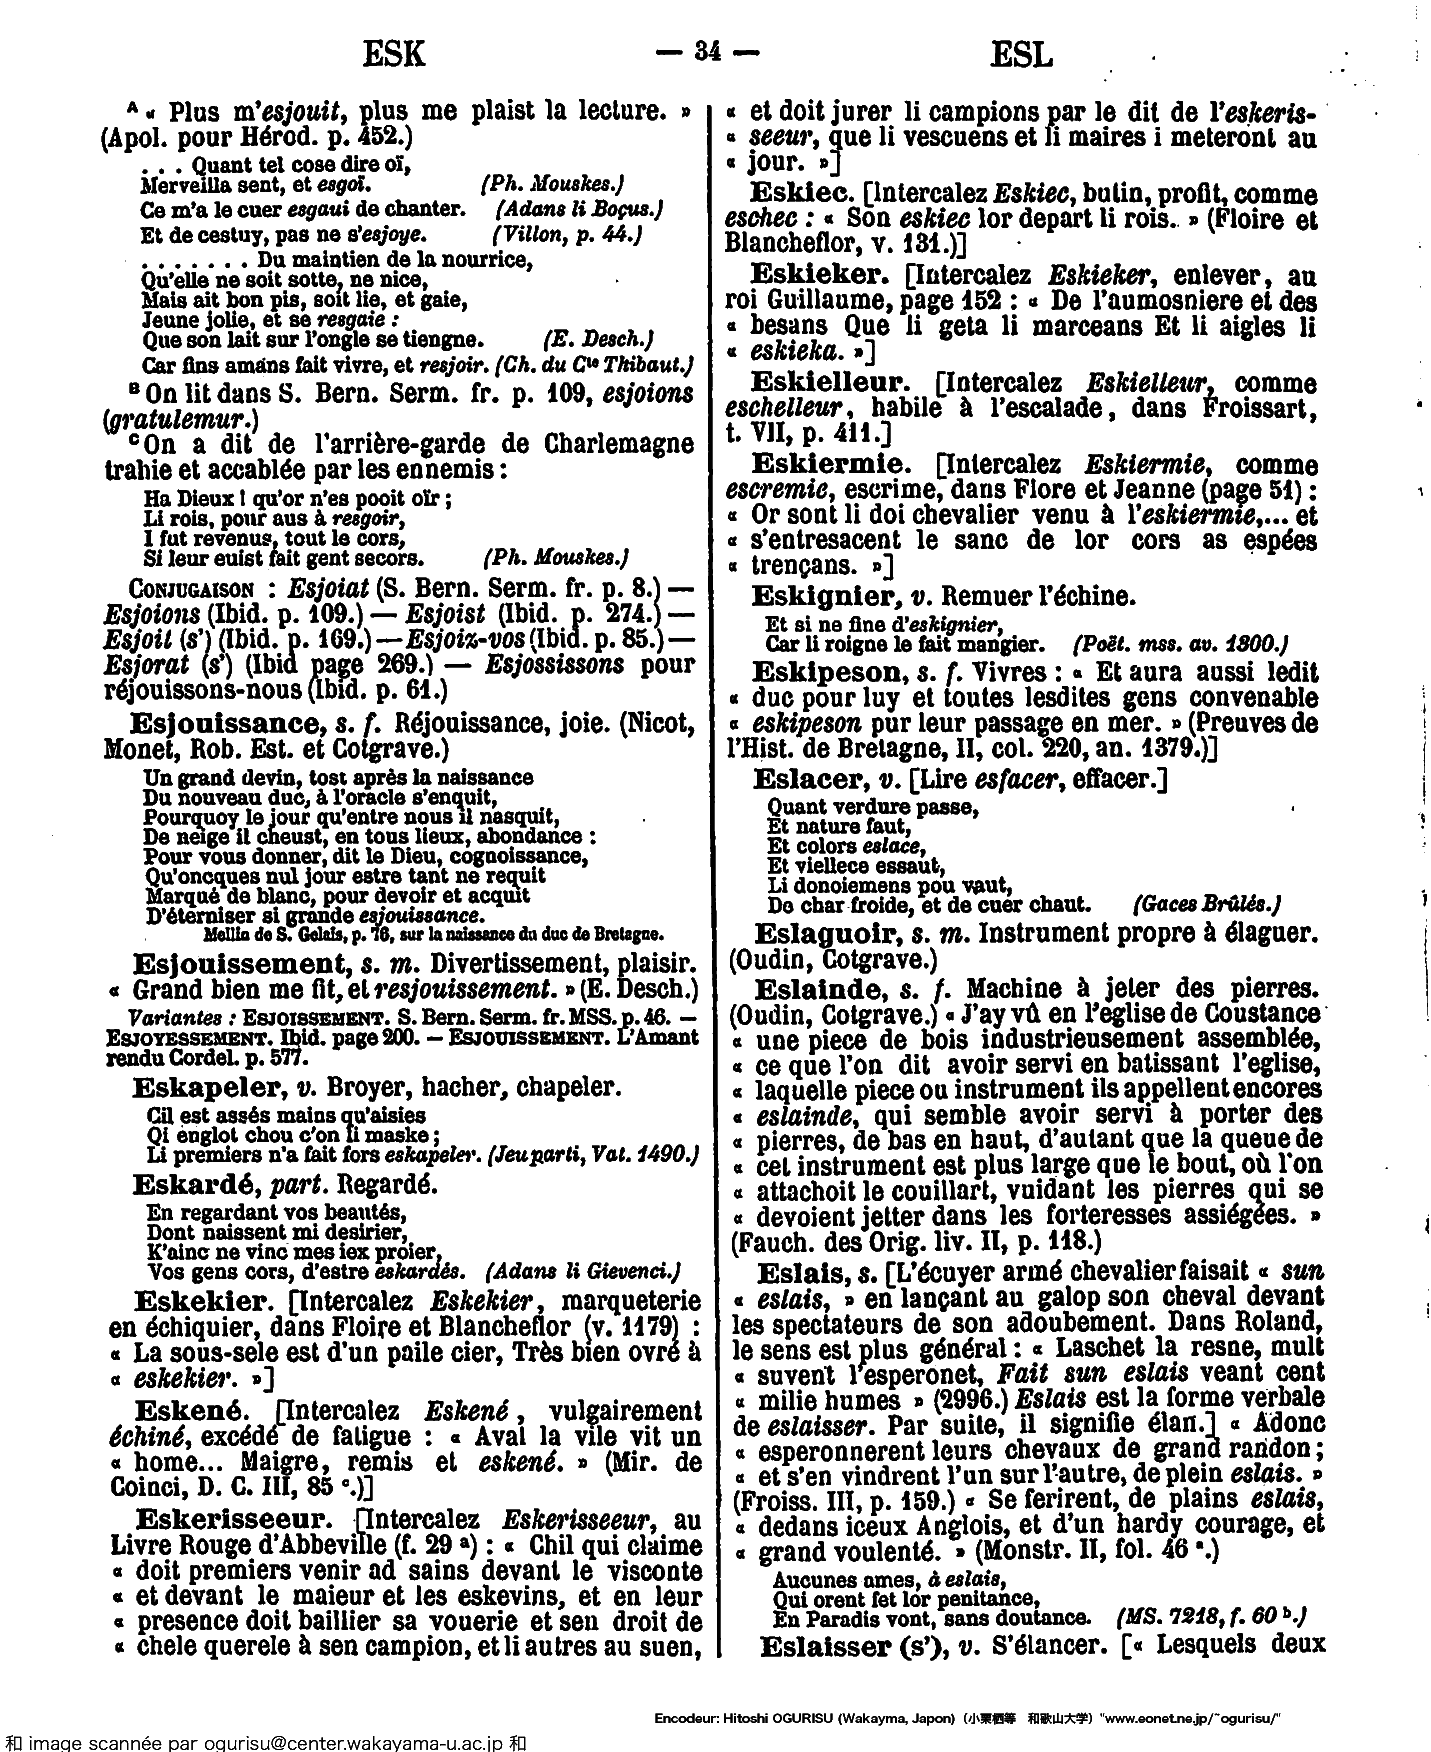 ESK — 34 — ESL
ᴬ « Plus m'esjouit, plus me plaist la lecture. »
(Apol. pour Hérod. p. 452.)
. . . Quant tel cose dire oï,
Merveilla sent, et esgoï. (Ph. Mouskes.)
Ce m'a le cuer esgaui de chanter. (Adans li Boçus.)
Et de cestuy, pas ne s'esjoye. (Villon, p. 44.)
. . . . . . . Du maintien de la nourrice,
Qu'elle ne soit sotte, ne nice,
Mais ait bon pis, soit lie, et gaie,
Jeune jolie, et se resgaie :
Que son lait sur l'ongle se tiengne. (E. Desch.)
Car fins amans fait vivre, et resjoir. (Ch. du Cᵗᵉ Thibaut.)
ᴮ On lit dans S. Bern. Serm. fr. p. 109, esjoions
(gratulemur.)
ᶜ On a dit de l'arrière-garde de Charlemagne
trahie et accablée par les ennemis :
Ha Dieux ! qu'or n'es pooit oïr ;
Li rois, pour aus à resgoir,
I fut revenus, tout le cors,
Si leur euist fait gent secors. (Ph. Mouskes.)
CONJUGAISON : Esjoiat (S. Bern. Serm. fr. p. 8.) —
Esjoions (Ibid. p. 109.) — Esjoist (Ibid. p. 274.) —
Esjoit (s') (Ibid. p. 169.) — Esjoiz-vos (Ibid. p. 85.) —
Esjorat (s') (Ibid page 269.) — Esjossissons pour
réjouissons-nous (Ibid. p. 61.)
Esjouissance, s. f. Réjouissance, joie. (Nicot,
Monet, Rob. Est. et Cotgrave.)
Un grand devin, tost après la naissance
Du nouveau duc, à l'oracle s'enquit,
Pourquoy le jour qu'entre nous il nasquit,
De neige il cheust, en tous lieux, abondance :
Pour vous donner, dit le Dieu, cognoissance,
Qu'oncques nul jour estre tant ne requit
Marqué de blanc, pour devoir et acquit
D'éterniser si grande esjouissance.
Mellin de S. Gelais, p. 76, sur la naissance du duc de Bretagne.
Esjouissement, s. m. Divertissement, plaisir.
« Grand bien me fit, et resjouissement. » (E. Desch.)
Variantes : ESJOISSEMENT. S. Bern. Serm. fr. MSS. p. 46. —
ESJOYESSEMENT. Ibid. page 200. — ESJOUISSEMENT. L'Amant
rendu Cordel. p. 577.
Eskapeler, v. Broyer, hacher, chapeler.
Cil est assés mains qu'aisies
Qi englot chou c'on li maske ;
Li premiers n'a fait fors eskapeler. (Jeu parti, Vat. 1490.)
Eskardé, part. Regardé.
En regardant vos beautés,
Dont naissent mi desirier,
K'ainc ne vinc mes iex proier,
Vos gens cors, d'estre eskardés. (Adans li Gievenci.)
Eskekier. [Intercalez Eskekier, marqueterie
en échiquier, dans Floire et Blancheflor (v. 1179) :
« La sous-sele est d'un paile cier, Très bien ovré à
« eskekier. »]
Eskené. [Intercalez Eskené, vulgairement
échiné, excédé de fatigue : « Aval la vile vit un
« home... Maigre, remis et eskené. » (Mir. de
Coinci, D. C. III, 85 ᶜ.)]
Eskerisseeur. [Intercalez Eskerisseeur, au
Livre Rouge d'Abbeville (f. 29 ᵃ) : « Chil qui claime
« doit premiers venir ad sains devant le visconte
« et devant le maieur et les eskevins, et en leur
« presence doit baillier sa vouerie et sen droit de
« chele querele à sen campion, et li autres au suen,
« et doit jurer li campions par le dit de l'eskeris-
« seeur, que li vescuens et li maires i meteront au
« jour. »]
Eskiec. [Intercalez Eskiec, butin, profit, comme
eschec : « Son eskiec lor depart li rois. » (Floire et
Blancheflor, v. 131.)]
Eskieker. [Intercalez Eskieker, enlever, au
roi Guillaume, page 152 : « De l'aumosniere et des
« besans Que li geta li marceans Et li aigles li
« eskieka. »]
Eskielleur. [Intercalez Eskielleur, comme
eschelleur, habile à l'escalade, dans Froissart,
t. VII, p. 411.]
Eskiermie. [Intercalez Eskiermie, comme
escremie, escrime, dans Flore et Jeanne (page 51) :
« Or sont li doi chevalier venu à l'eskiermie,... et
« s'entresacent le sanc de lor cors as espées
« trençans. »]
Eskignier, v. Remuer l'échine.
Et si ne fine d'eskignier,
Car li roigne le fait mangier. (Poët. mss. av. 1300.)
Eskipeson, s. f. Vivres : « Et aura aussi ledit
« duc pour luy et toutes lesdites gens convenable
« eskipeson pur leur passage en mer. » (Preuves de
l'Hist. de Bretagne, II, col. 220, an. 1379.)]
Eslacer, v. [Lire esfacer, effacer.]
Quant verdure passe,
Et nature faut,
Et colors eslace,
Et viellece essaut,
Li donoiemens pou vaut,
De char froide, et de cuer chaut. (Gaces Brûlés.)
Eslaguoir, s. m. Instrument propre à élaguer.
(Oudin, Cotgrave.)
Eslainde, s. f. Machine à jeter des pierres.
(Oudin, Cotgrave.) « J'ay vû en l'eglise de Coustance
« une piece de bois industrieusement assemblée,
« ce que l'on dit avoir servi en batissant l'eglise,
« laquelle piece ou instrument ils appellent encores
« eslainde, qui semble avoir servi à porter des
« pierres, de bas en haut, d'autant que la queue de
« cet instrument est plus large que le bout, où l'on
« attachoit le couillart, vuidant les pierres qui se
« devoient jetter dans les forteresses assiégées. »
(Fauch. des Orig. liv. II, p. 118.)
Eslais, s. [L'écuyer armé chevalier faisait « sun
« eslais, » en lançant au galop son cheval devant
les spectateurs de son adoubement. Dans Roland,
le sens est plus général : « Laschet la resne, mult
« suvent l'esperonet, Fait sun eslais veant cent
« milie humes » (2996.) Eslais est la forme verbale
de eslaisser. Par suite, il signifie élan.] « Adonc
« esperonnerent leurs chevaux de grand randon ;
« et s'en vindrent l'un sur l'autre, de plein eslais. »
(Froiss. III, p. 159.) « Se ferirent, de plains eslais,
« dedans iceux Anglois, et d'un hardy courage, et
« grand voulenté. » (Monstr. II, fol. 46 ᵃ.)
Aucunes ames, à eslais,
Qui orent fet lor penitance,
En Paradis vont, sans doutance. (MS. 7218, f. 60 ᵇ.)
Eslaisser (s'), v. S'élancer. [« Lesquels deux
Encodeur: Hitoshi OGURISU (Wakayma, Japon) (小栗栖等 和歌山大学) "www.eonet.ne.jp/~ogurisu/"
和 image scannée par ogurisu@center.wakayama-u.ac.jp 和